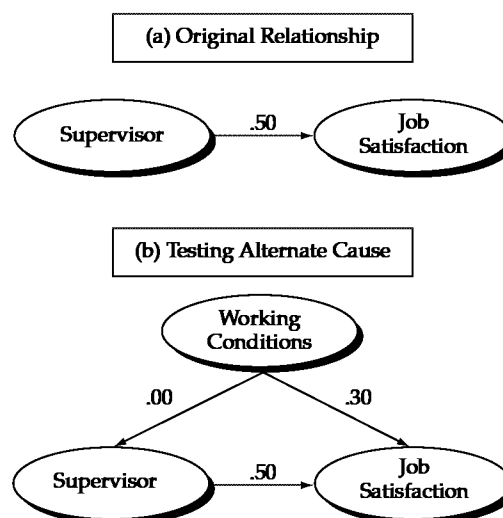 (a) Original Relationship
Supervisor
.50
Job
Satisfaction
(b) Testing Alternate Cause
Working
Conditions
.00
.30
Supervisor
.50
Job
Satisfaction